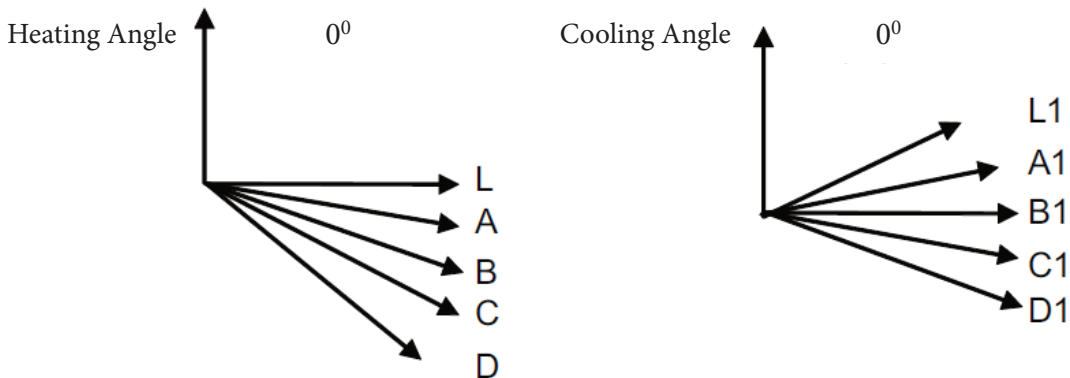 Heating Angle 0⁰
L
A
B
C
D
Cooling Angle 0⁰
L1
A1
B1
C1
D1